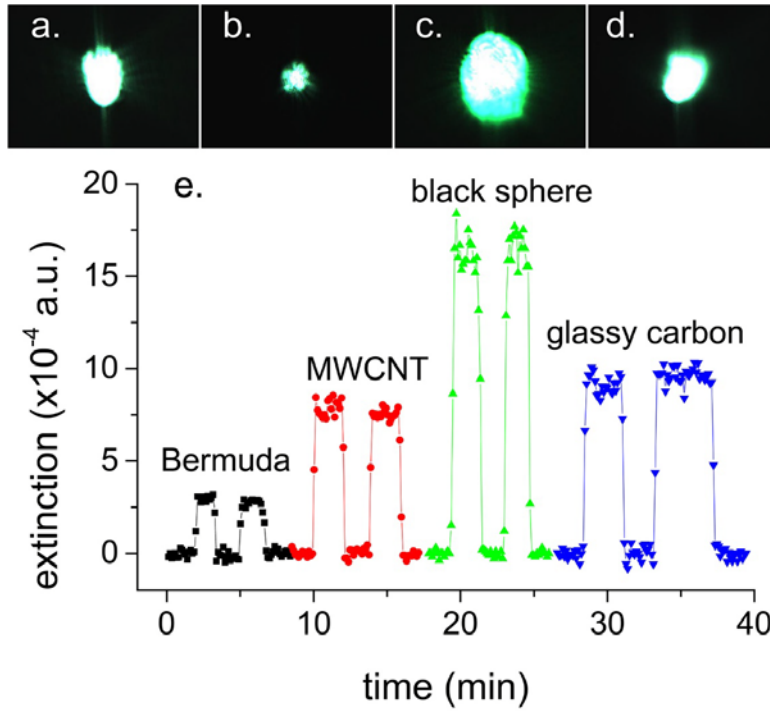 a. b. c. d.
e.
20
15
10
5
0
extinction (x10⁻⁴ a.u.)
Bermuda
MWCNT
black sphere
glassy carbon
0 10 20 30 40
time (min)